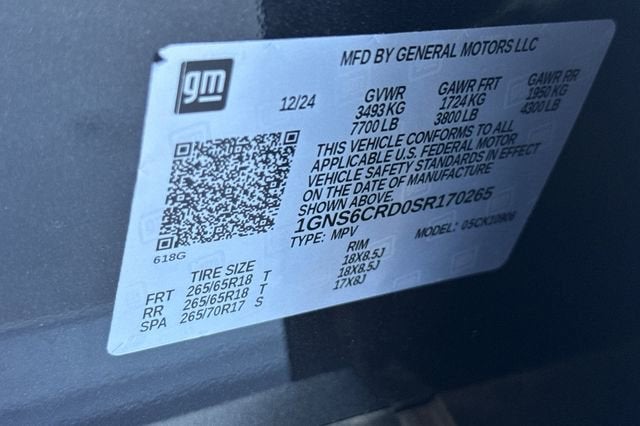 MFD BY GENERAL MOTORS LLC
gm
12/24
GVWR GAWR FRT GAWR RR
3493 KG 1724 KG 1950 KG
7700 LB 3800 LB 4300 LB
THIS VEHICLE CONFORMS TO ALL
APPLICABLE U.S. FEDERAL MOTOR
VEHICLE SAFETY STANDARDS IN EFFECT
ON THE DATE OF MANUFACTURE
SHOWN ABOVE.
1GNS6CRD0SR170265
TYPE: MPV MODEL: 05CK10906
618G
TIRE SIZE RIM
FRT 265/65R18 T 18X8.5J
RR 265/65R18 T 18X8.5J
SPA 265/70R17 S 17X8J